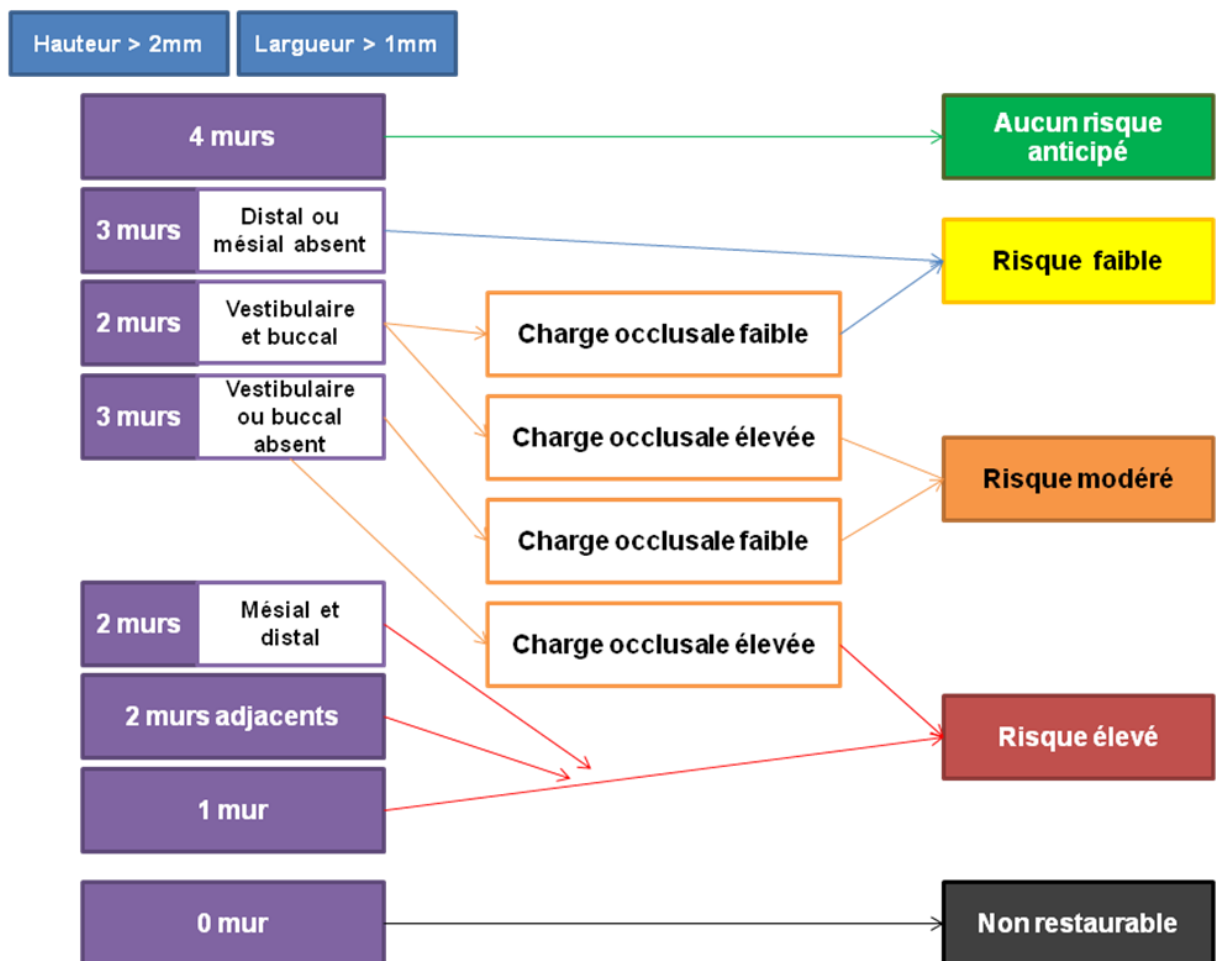 Hauteur > 2mm
Largueur > 1mm
4 murs
Aucun risque
anticipé
3 murs
Distal ou
mésial absent
Risque faible
2 murs
Vestibulaire
et buccal
Charge occlusale faible
3 murs
Vestibulaire
ou buccal
absent
Charge occlusale élevée
Risque modéré
Charge occlusale faible
2 murs
Mésial et
distal
Charge occlusale élevée
2 murs adjacents
Risque élevé
1 mur
0 mur
Non restaurable